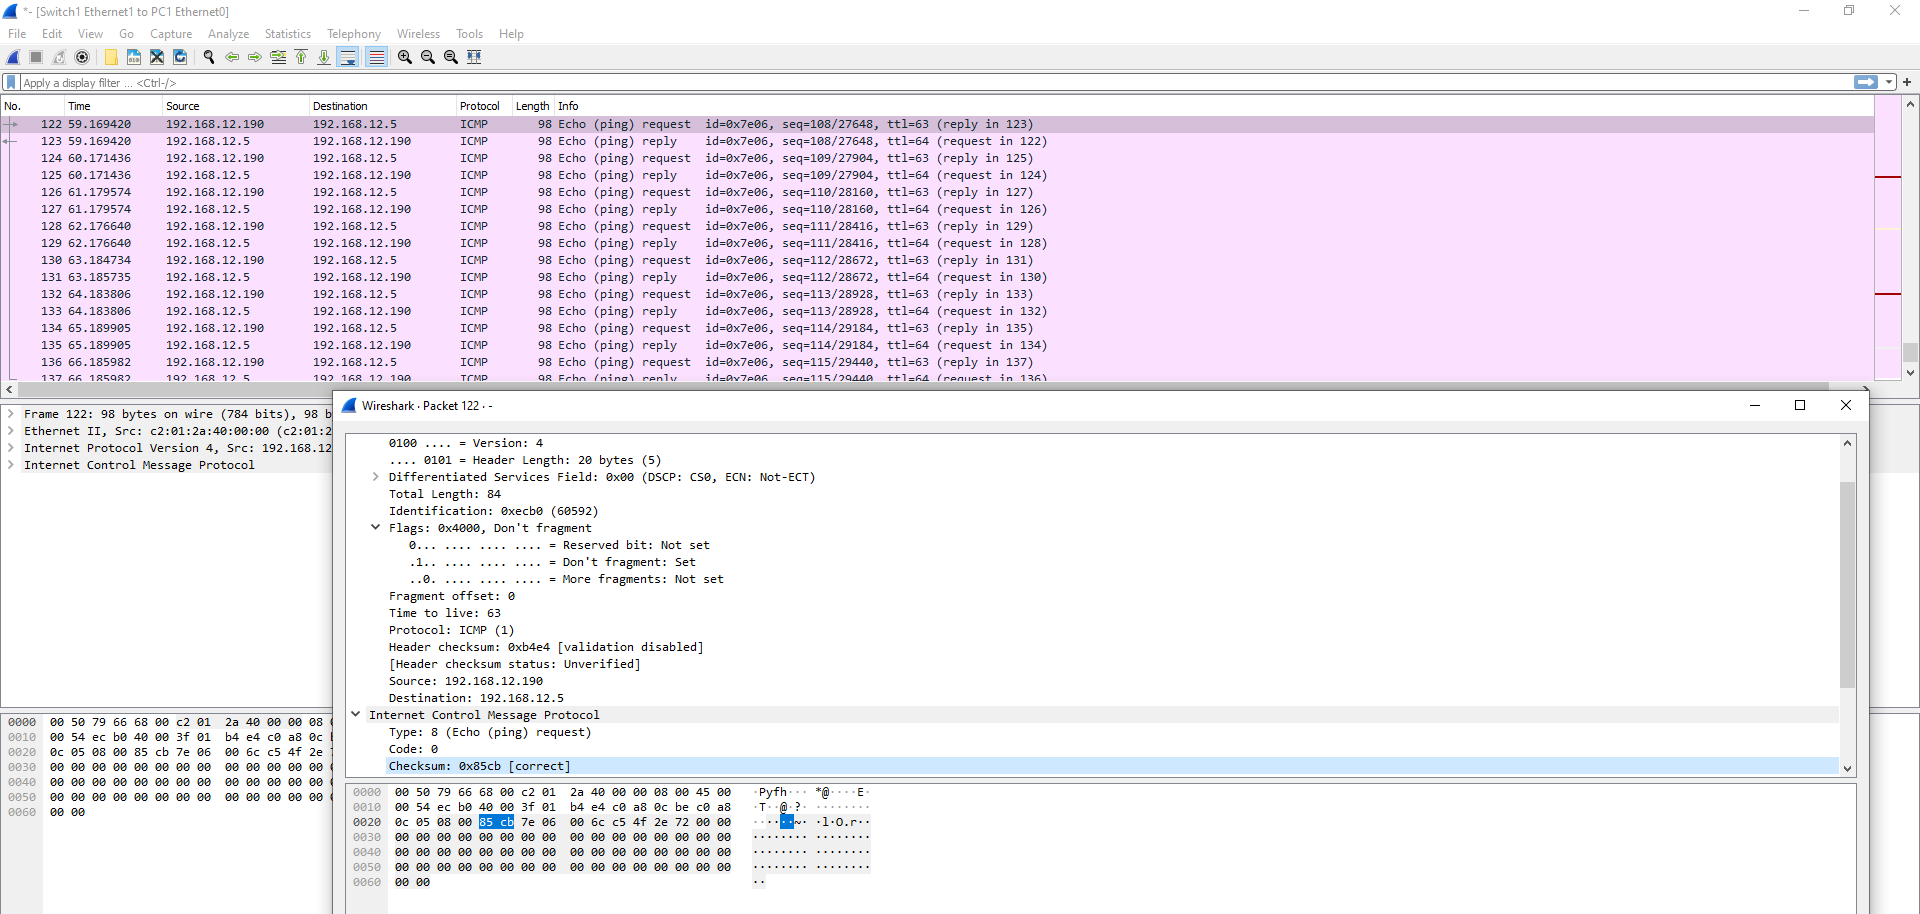 *- [Switch1 Ethernet1 to PC1 Ethernet0]
File Edit View Go Capture Analyze Statistics Telephony Wireless Tools Help
Apply a display filter ... <Ctrl-/>
No. Time Source Destination Protocol Length Info
122 59.169420 192.168.12.190 192.168.12.5 ICMP 98 Echo (ping) request id=0x7e06, seq=108/27648, ttl=63 (reply in 123)
123 59.169420 192.168.12.5 192.168.12.190 ICMP 98 Echo (ping) reply id=0x7e06, seq=108/27648, ttl=64 (request in 122)
124 60.171436 192.168.12.190 192.168.12.5 ICMP 98 Echo (ping) request id=0x7e06, seq=109/27904, ttl=63 (reply in 125)
125 60.171436 192.168.12.5 192.168.12.190 ICMP 98 Echo (ping) reply id=0x7e06, seq=109/27904, ttl=64 (request in 124)
126 61.179574 192.168.12.190 192.168.12.5 ICMP 98 Echo (ping) request id=0x7e06, seq=110/28160, ttl=63 (reply in 127)
127 61.179574 192.168.12.5 192.168.12.190 ICMP 98 Echo (ping) reply id=0x7e06, seq=110/28160, ttl=64 (request in 126)
128 62.176640 192.168.12.190 192.168.12.5 ICMP 98 Echo (ping) request id=0x7e06, seq=111/28416, ttl=63 (reply in 129)
129 62.176640 192.168.12.5 192.168.12.190 ICMP 98 Echo (ping) reply id=0x7e06, seq=111/28416, ttl=64 (request in 128)
130 63.184734 192.168.12.190 192.168.12.5 ICMP 98 Echo (ping) request id=0x7e06, seq=112/28672, ttl=63 (reply in 131)
131 63.185735 192.168.12.5 192.168.12.190 ICMP 98 Echo (ping) reply id=0x7e06, seq=112/28672, ttl=64 (request in 130)
132 64.183806 192.168.12.190 192.168.12.5 ICMP 98 Echo (ping) request id=0x7e06, seq=113/28928, ttl=63 (reply in 133)
133 64.183806 192.168.12.5 192.168.12.190 ICMP 98 Echo (ping) reply id=0x7e06, seq=113/28928, ttl=64 (request in 132)
134 65.189905 192.168.12.190 192.168.12.5 ICMP 98 Echo (ping) request id=0x7e06, seq=114/29184, ttl=63 (reply in 135)
135 65.189905 192.168.12.5 192.168.12.190 ICMP 98 Echo (ping) reply id=0x7e06, seq=114/29184, ttl=64 (request in 134)
136 66.185982 192.168.12.190 192.168.12.5 ICMP 98 Echo (ping) request id=0x7e06, seq=115/29440, ttl=63 (reply in 137)
137 66.185982 192.168.12.5 192.168.12.190 ICMP 98 Echo (ping) reply id=0x7e06, seq=115/29440, ttl=64 (request in 136)
Frame 122: 98 bytes on wire (784 bits), 98 b
Ethernet II, Src: c2:01:2a:40:00:00 (c2:01:2
Internet Protocol Version 4, Src: 192.168.12
Internet Control Message Protocol
0000 00 50 79 66 68 00 c2 01 2a 40 00 00 08
0010 00 54 ec b0 40 00 3f 01 b4 e4 c0 a8 0c
0020 0c 05 08 00 85 cb 7e 06 00 6c c5 4f 2e
0030 00 00 00 00 00 00 00 00 00 00 00 00 00
0040 00 00 00 00 00 00 00 00 00 00 00 00 00
0050 00 00 00 00 00 00 00 00 00 00 00 00 00
0060 00 00
Wireshark · Packet 122 · -
0100 .... = Version: 4
.... 0101 = Header Length: 20 bytes (5)
Differentiated Services Field: 0x00 (DSCP: CS0, ECN: Not-ECT)
Total Length: 84
Identification: 0xecb0 (60592)
Flags: 0x4000, Don't fragment
0... .... .... .... = Reserved bit: Not set
.1.. .... .... .... = Don't fragment: Set
..0. .... .... .... = More fragments: Not set
Fragment offset: 0
Time to live: 63
Protocol: ICMP (1)
Header checksum: 0xb4e4 [validation disabled]
[Header checksum status: Unverified]
Source: 192.168.12.190
Destination: 192.168.12.5
Internet Control Message Protocol
Type: 8 (Echo (ping) request)
Code: 0
Checksum: 0x85cb [correct]
0000 00 50 79 66 68 00 c2 01 2a 40 00 00 08 00 45 00 ·Pyfh··· *@····E·
0010 00 54 ec b0 40 00 3f 01 b4 e4 c0 a8 0c be c0 a8 ·T··@·?· ········
0020 0c 05 08 00 85 cb 7e 06 00 6c c5 4f 2e 72 00 00 ······~· ·l·O.r··
0030 00 00 00 00 00 00 00 00 00 00 00 00 00 00 00 00 ········ ········
0040 00 00 00 00 00 00 00 00 00 00 00 00 00 00 00 00 ········ ········
0050 00 00 00 00 00 00 00 00 00 00 00 00 00 00 00 00 ········ ········
0060 00 00 ··